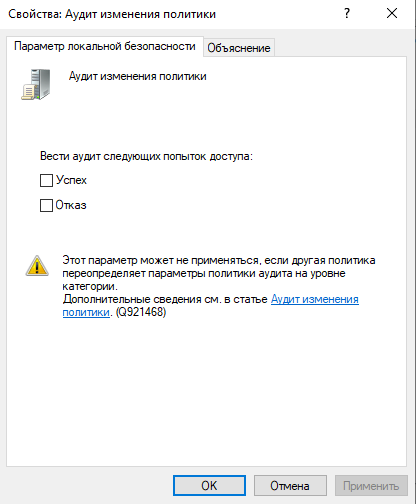 Свойства: Аудит изменения политики
?
Параметр локальной безопасности
Объяснение
Аудит изменения политики
Вести аудит следующих попыток доступа:
Успех
Отказ
Этот параметр может не применяться, если другая политика
переопределяет параметры политики аудита на уровне
категории.
Дополнительные сведения см. в статье Аудит изменения
политики. (Q921468)
OK
Отмена
Применить